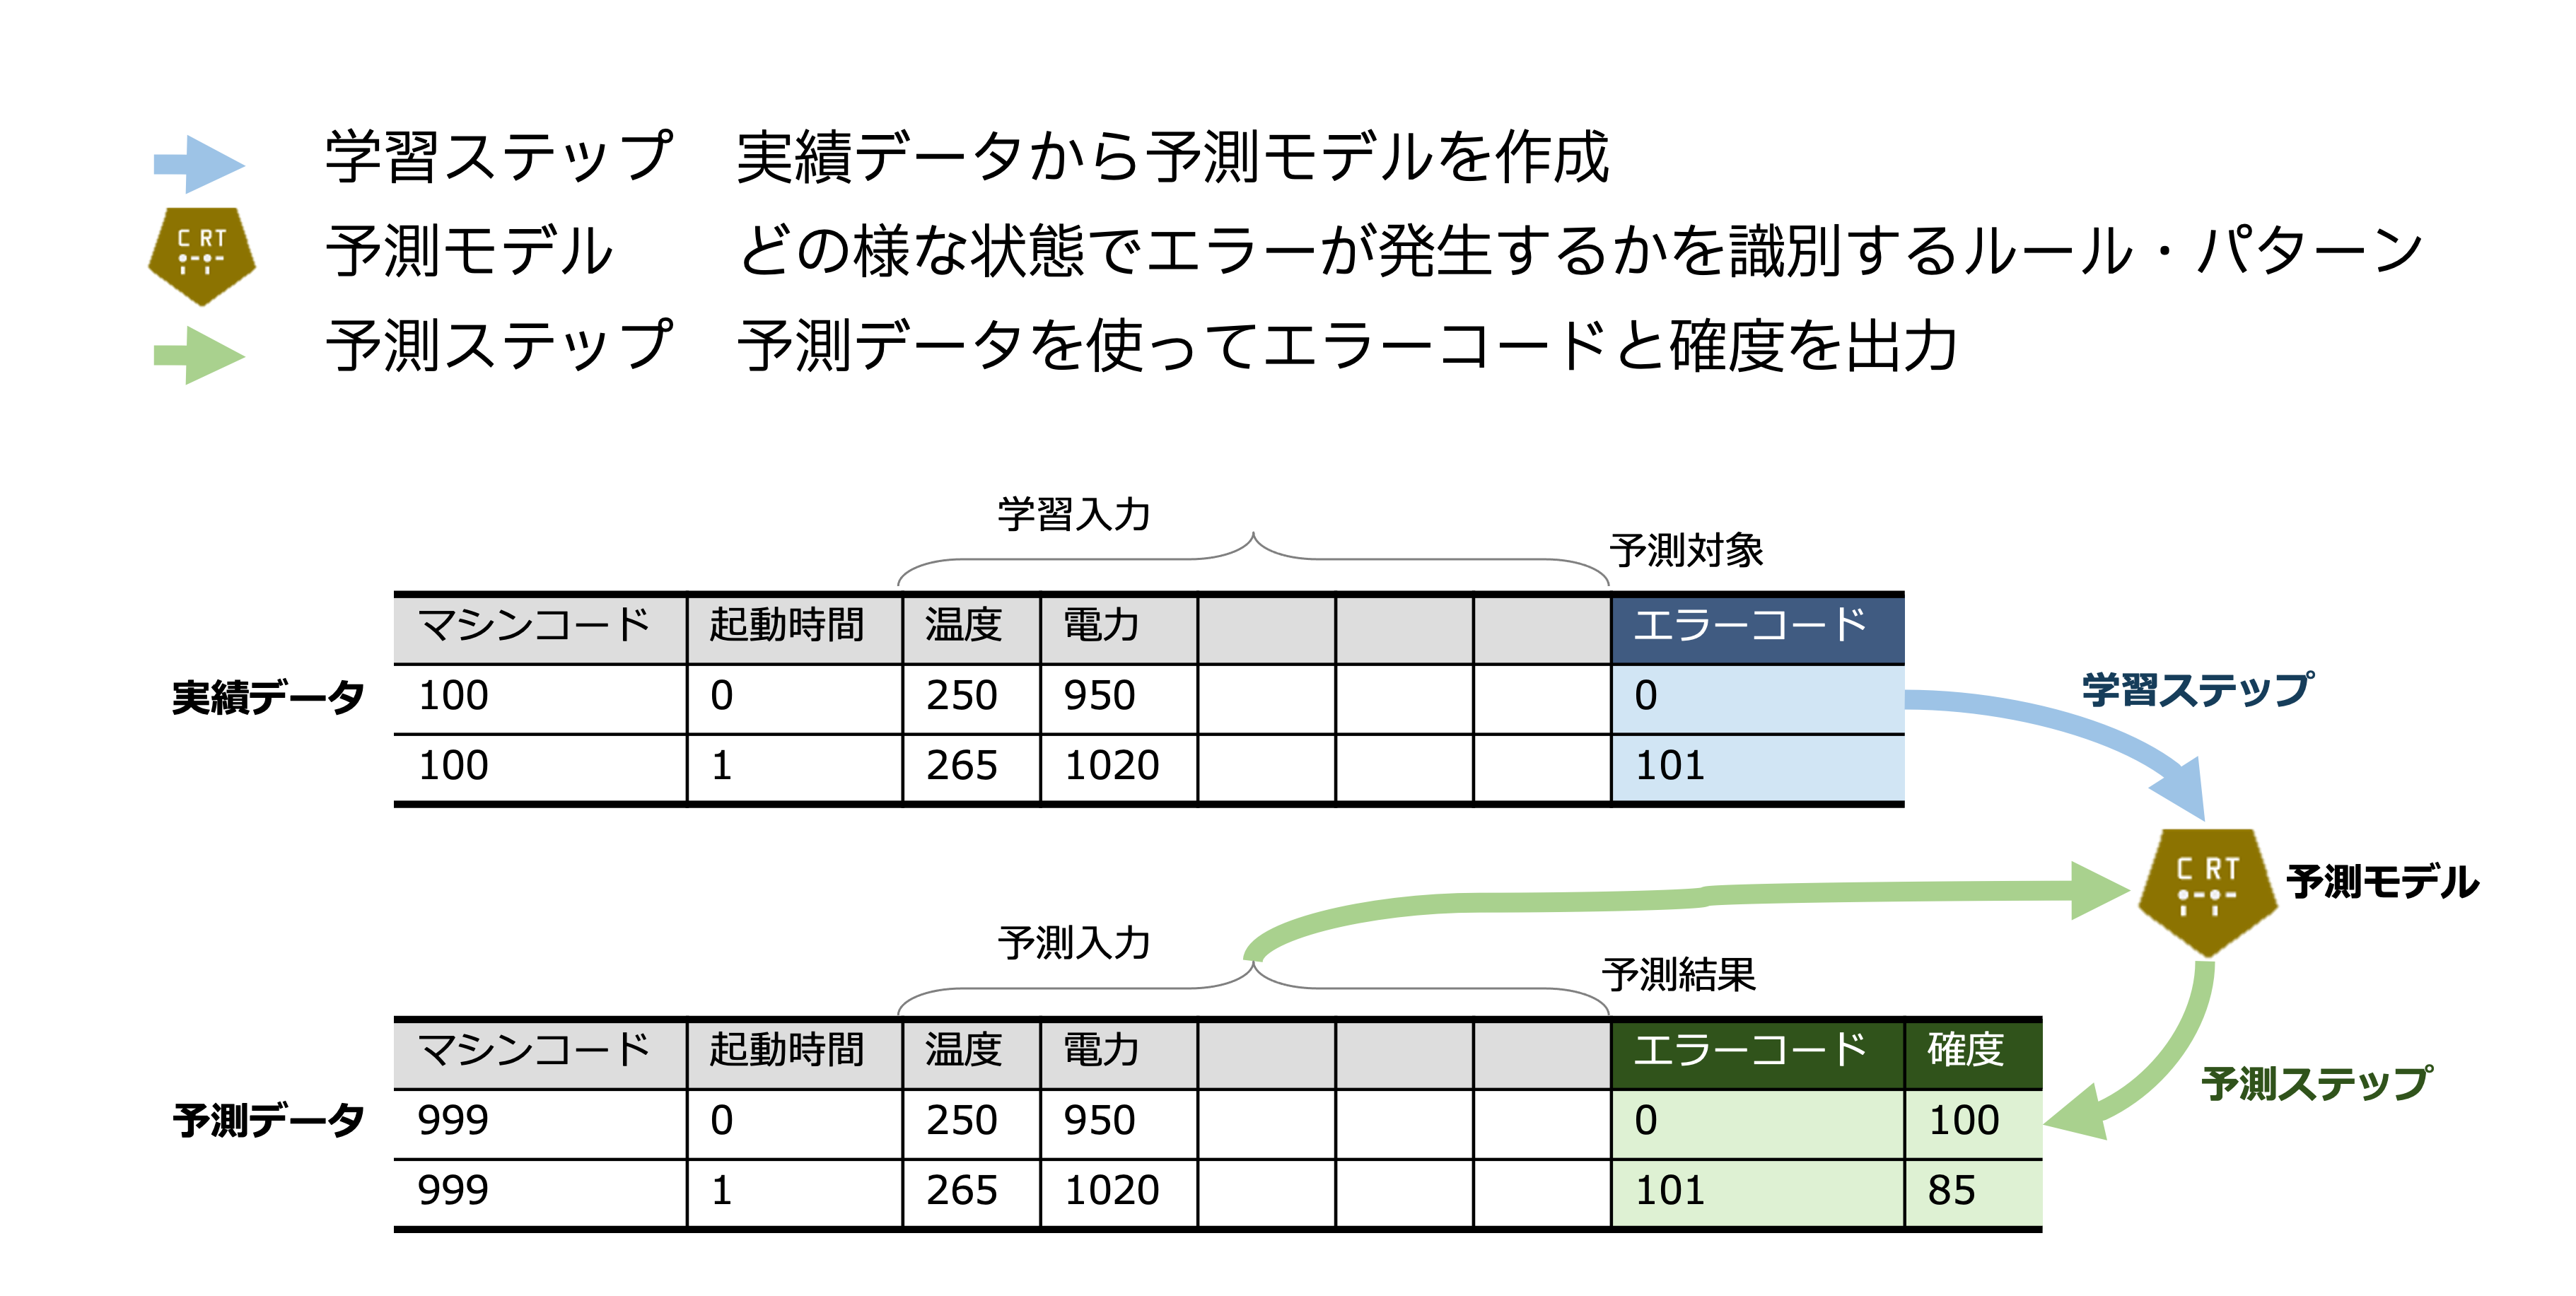 学習ステップ 実績データから予測モデルを作成
C RT
予測モデル どの様な状態でエラーが発生するかを識別するルール・パターン
予測ステップ 予測データを使ってエラーコードと確度を出力
学習入力
予測対象
マシンコード 起動時間 温度 電力 エラーコード
実績データ
100 0 250 950 0
100 1 265 1020 101
学習ステップ
C RT
予測モデル
予測入力
予測結果
マシンコード 起動時間 温度 電力 エラーコード 確度
予測データ
999 0 250 950 0 100
999 1 265 1020 101 85
予測ステップ